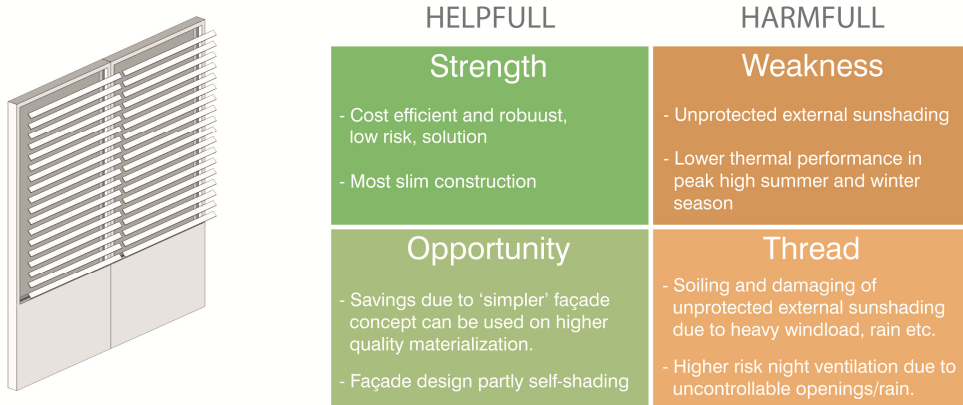 HELPFULL
HARMFULL
Strength
- Cost efficient and robuust,
low risk, solution
- Most slim construction
Weakness
- Unprotected external sunshading
- Lower thermal performance in
peak high summer and winter
season
Opportunity
- Savings due to ‘simpler’ façade
concept can be used on higher
quality materialization.
- Façade design partly self-shading
Thread
- Soiling and damaging of
unprotected external sunshading
due to heavy windload, rain etc.
- Higher risk night ventilation due to
uncontrollable openings/rain.